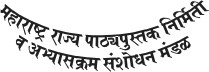 महाराष्ट्र राज्य पाठ्यपुस्तक निर्मिती
व अभ्यासक्रम संशोधन मंडळ